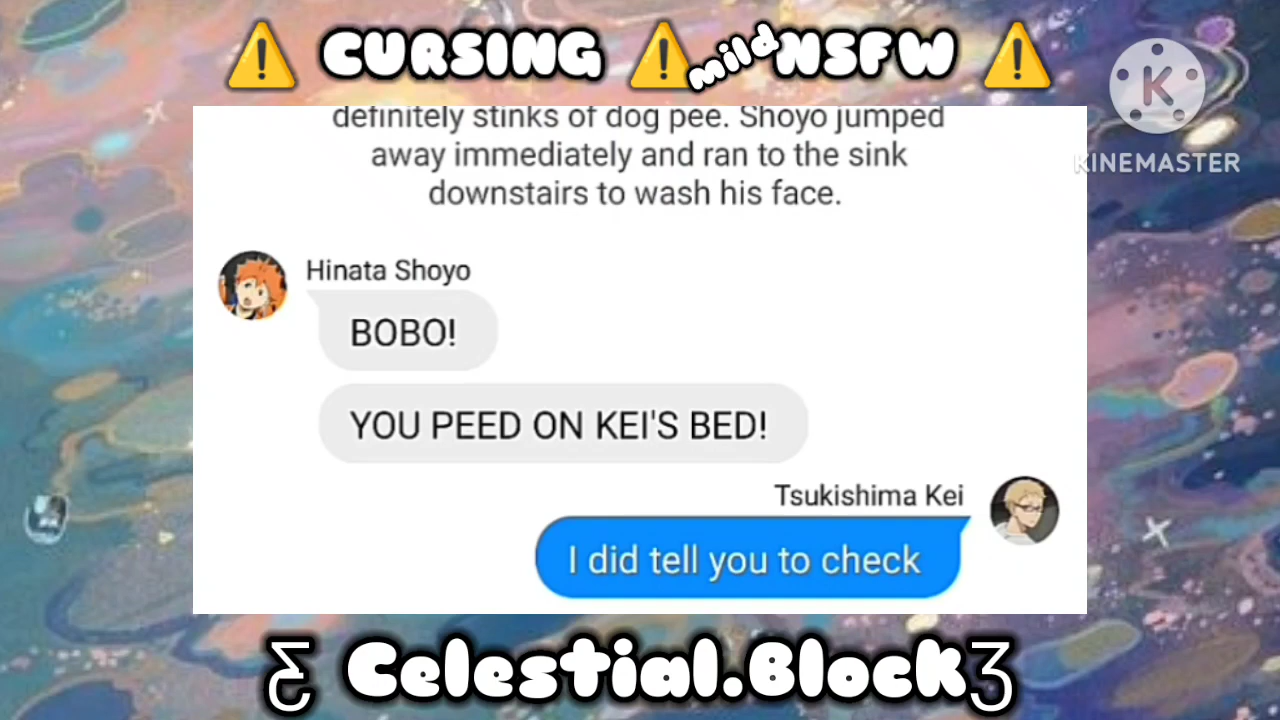 ⚠️ CURSING ⚠️ mild NSFW ⚠️
K
KINEMASTER
definitely stinks of dog pee. Shoyo jumped
away immediately and ran to the sink
downstairs to wash his face.
Hinata Shoyo
BOBO!
YOU PEED ON KEI'S BED!
Tsukishima Kei
I did tell you to check
Ƹ Celestial.Block Ʒ